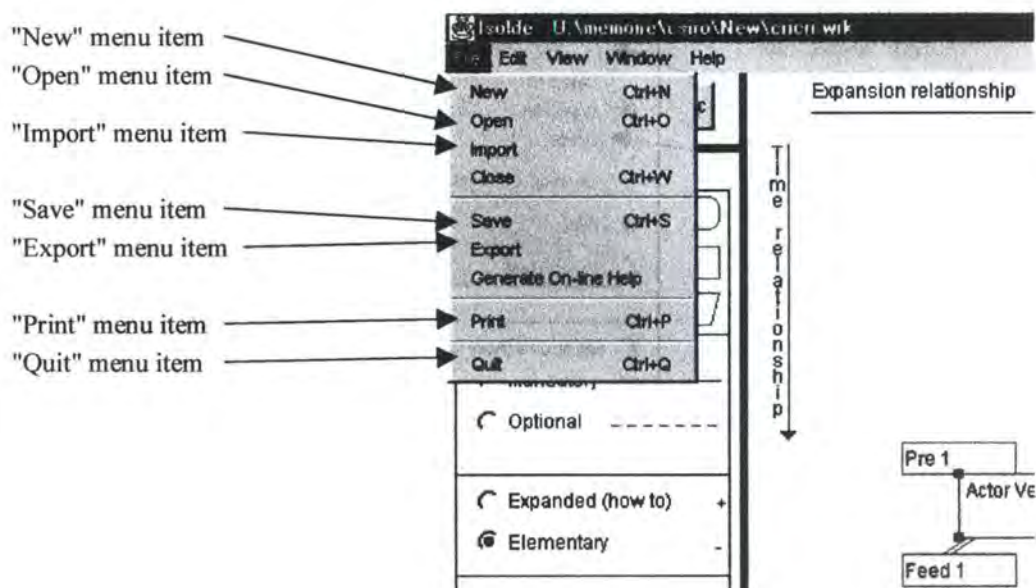 "New" menu item
"Open" menu item
"Import" menu item
"Save" menu item
"Export" menu item
"Print" menu item
"Quit" menu item
Isolde U:\
Edit View Window Help
New Ctrl+N
Open Ctrl+O
Import
Close Ctrl+W
Save Ctrl+S
Export
Generate On-line Help
Print Ctrl+P
Quit Ctrl+Q
Mandatory
Optional
Expanded (how to) +
Elementary -
Expansion relationship
Time relationship
Pre 1
Actor Ve
Feed 1